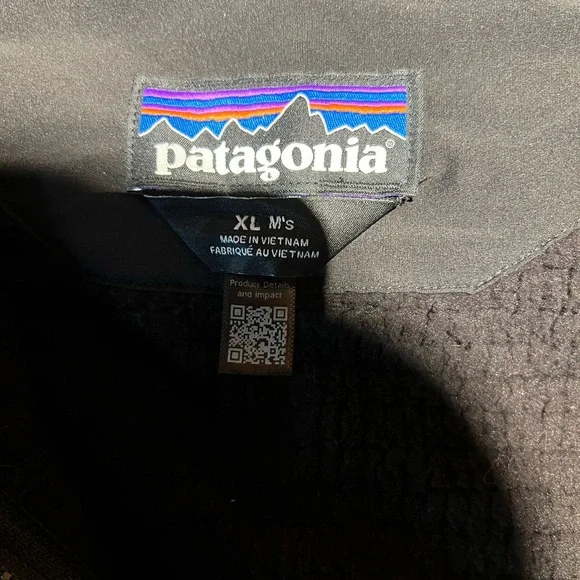 patagonia®
XL M's
MADE IN VIETNAM
FABRIQUÉ AU VIETNAM
Product Details
and Impact